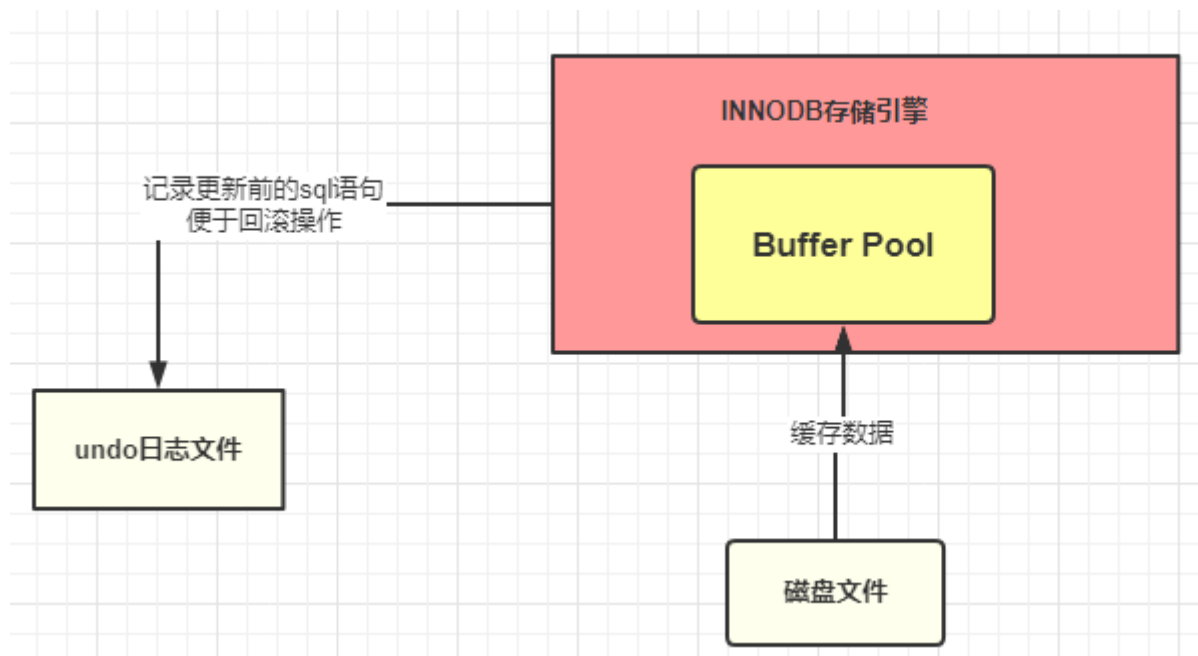 INNODB存储引擎
Buffer Pool
记录更新前的sql语句
便于回滚操作
缓存数据
undo日志文件
磁盘文件